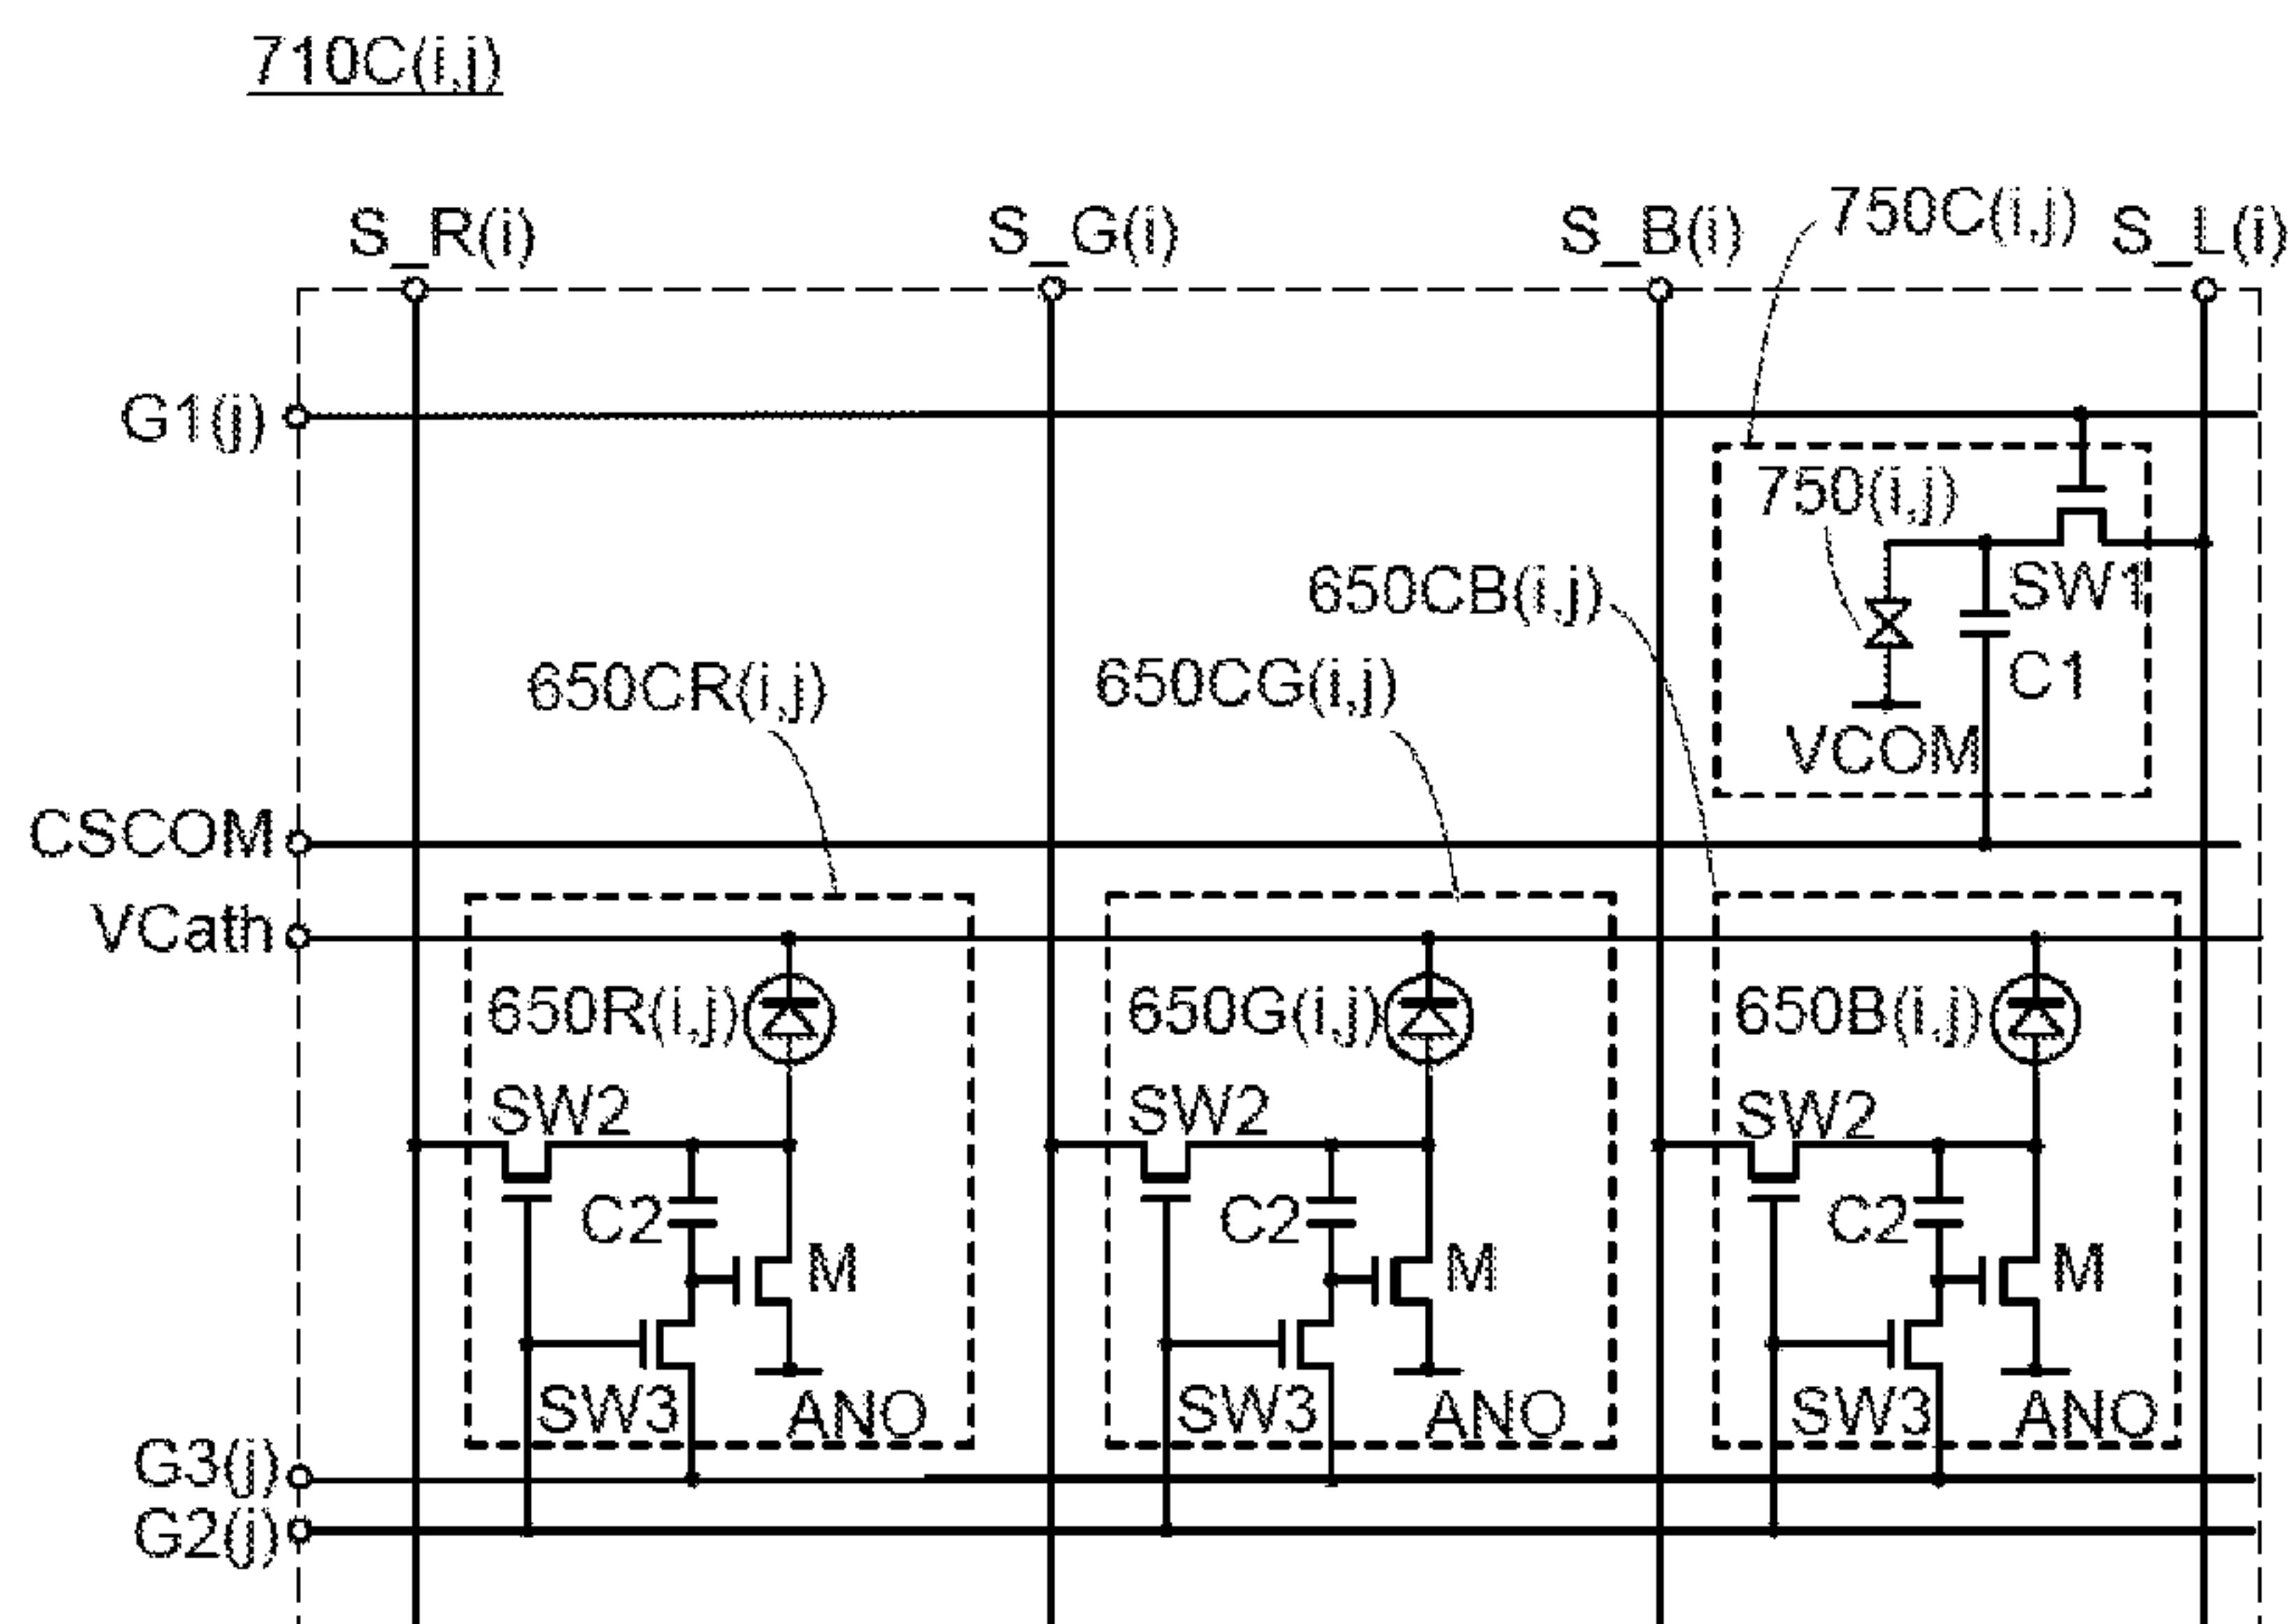 710C(i,j)
S_R(i)
S_G(i)
S_B(i)
750C(i,j)
S_L(i)
G1(j)
750(i,j)
650CB(i,j)
SW1
650CR(i,j)
650CG(i,j)
C1
VCOM
CSCOM
VCath
650R(i,j)
650G(i,j)
650B(i,j)
SW2
SW2
SW2
C2
C2
C2
M
M
M
SW3
ANO
SW3
ANO
SW3
ANO
G3(j)
G2(j)